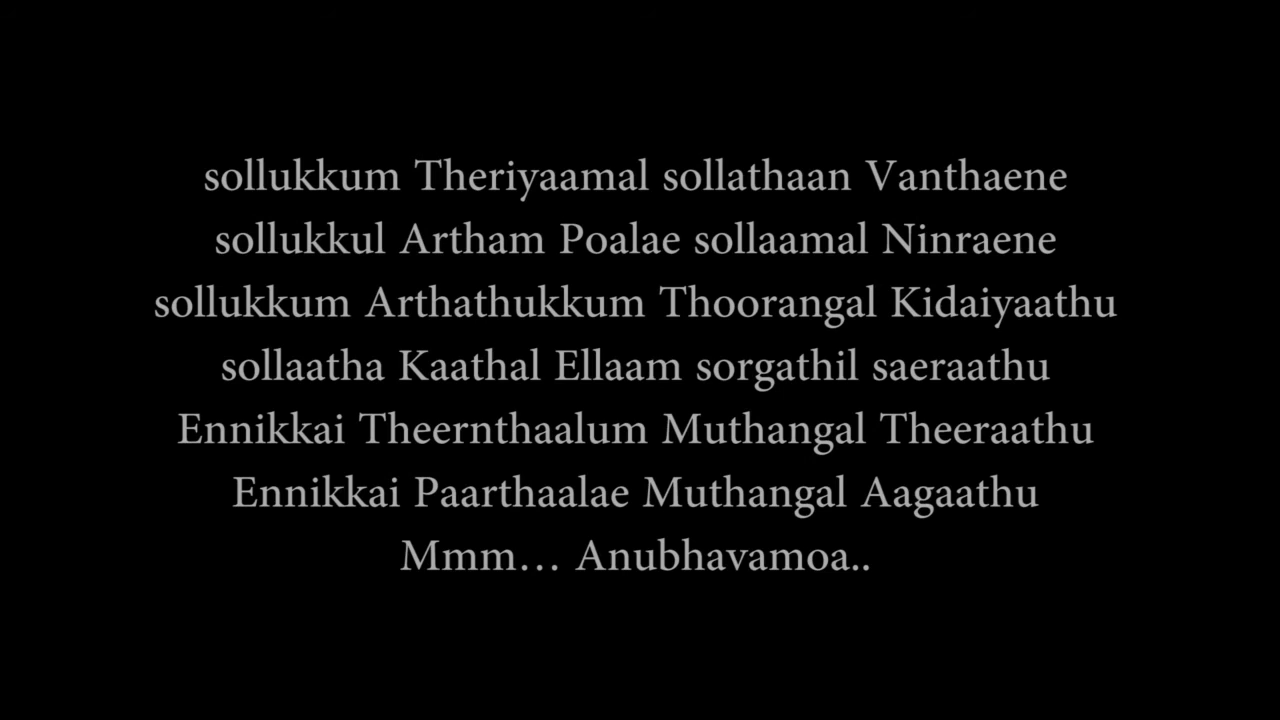 sollukkum Theriyaamal sollathaan Vanthaene
sollukkul Artham Poalae sollaamal Ninraene
sollukkum Arthathukkum Thoorangal Kidaiyaathu
sollaatha Kaathal Ellaam sorgathil saeraathu
Ennikkai Theernthaalum Muthangal Theeraathu
Ennikkai Paarthaalae Muthangal Aagaathu
Mmm… Anubhavamoa..